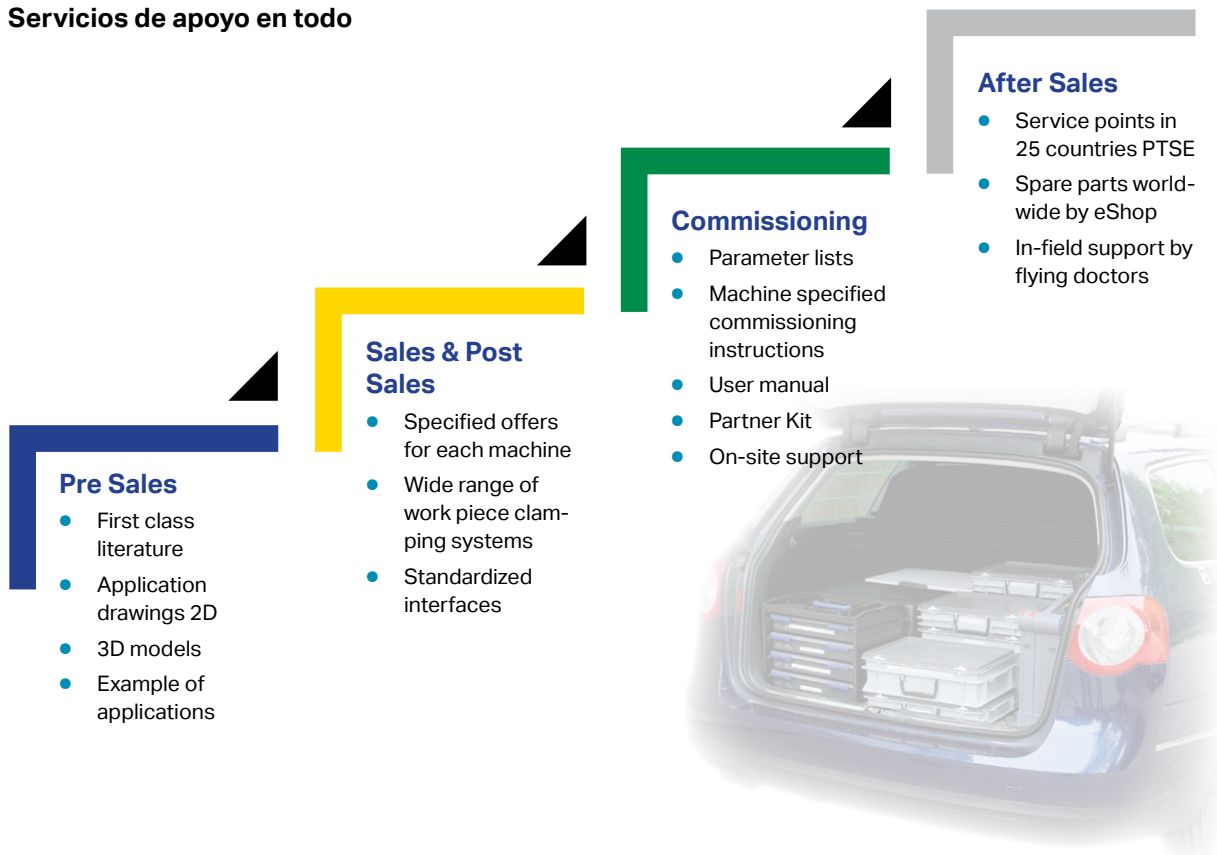 Servicios de apoyo en todo
Pre Sales
First class
literature
Application
drawings 2D
3D models
Example of
applications
Sales & Post
Sales
Specified offers
for each machine
Wide range of
work piece clam-
ping systems
Standardized
interfaces
Commissioning
Parameter lists
Machine specified
commissioning
instructions
User manual
Partner Kit
On-site support
After Sales
Service points in
25 countries PTSE
Spare parts world-
wide by eShop
In-field support by
flying doctors